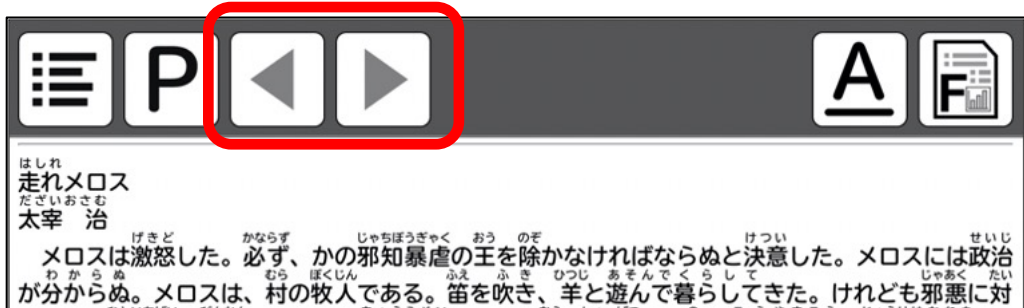 P
A
F
はしれ
走れメロス
だざいおさむ
太宰 治
げきど かならず じゃちぼうぎゃく おう のぞ けつい せいじ
メロスは激怒した。必ず、かの邪知暴虐の王を除かなければならぬと決意した。メロスには政治
わからぬ むら ぼくじん ふえ ふき ひつじ あそんでくらして じゃあく たい
が分からぬ。メロスは、村の牧人である。笛を吹き、羊と遊んで暮らしてきた。けれども邪悪に対